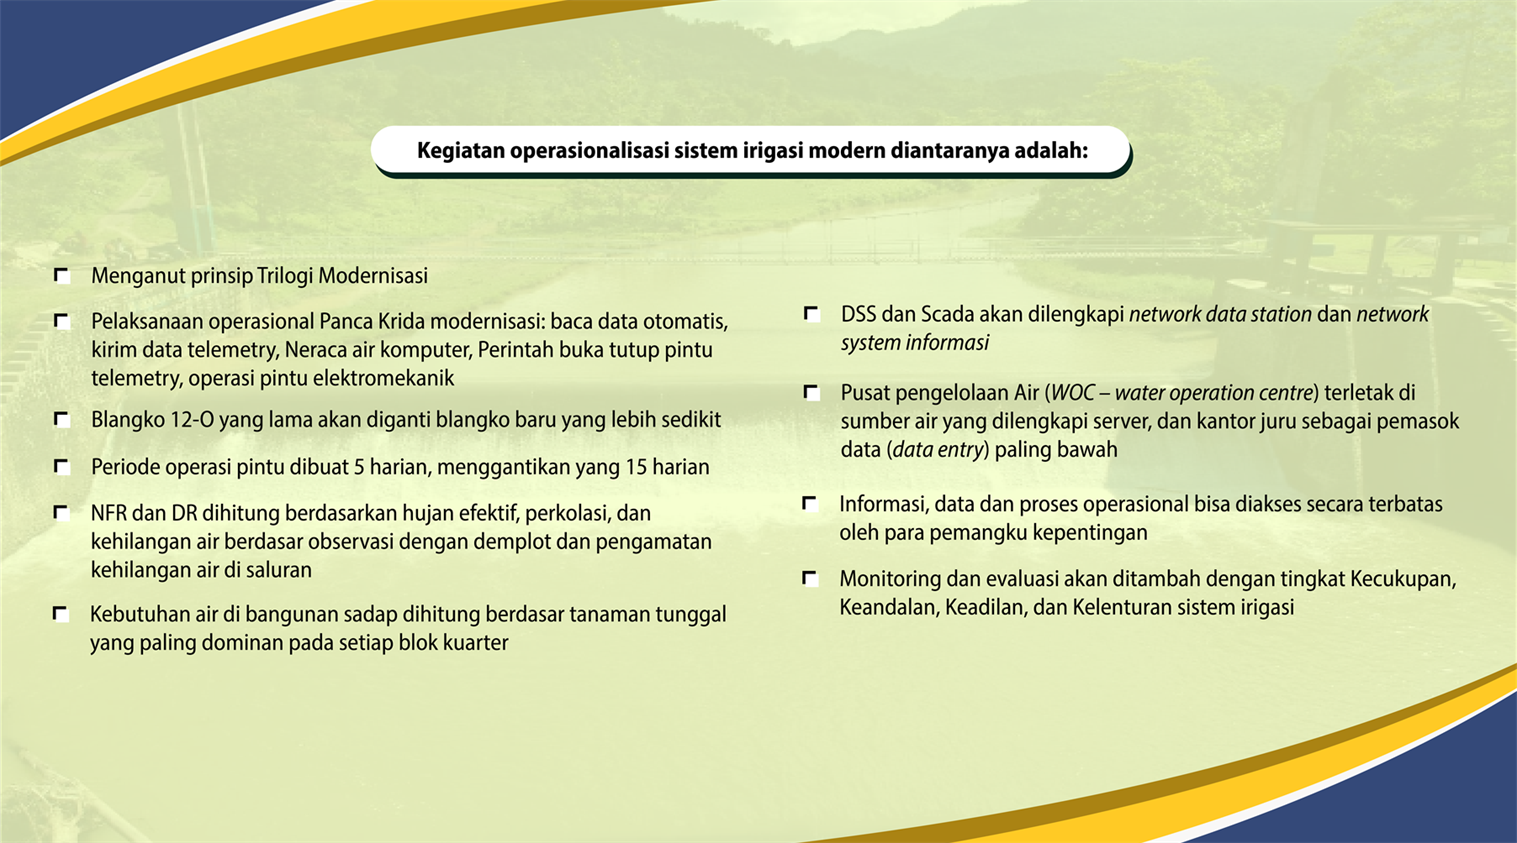 Kegiatan operasionalisasi sistem irigasi modern diantaranya adalah:
Menganut prinsip Trilogi Modernisasi
Pelaksanaan operasional Panca Krida modernisasi: baca data otomatis,
kirim data telemetry, Neraca air komputer, Perintah buka tutup pintu
telemetry, operasi pintu elektromekanik
Blangko 12-O yang lama akan diganti blangko baru yang lebih sedikit
Periode operasi pintu dibuat 5 harian, menggantikan yang 15 harian
NFR dan DR dihitung berdasarkan hujan efektif, perkolasi, dan
kehilangan air berdasar observasi dengan demplot dan pengamatan
kehilangan air di saluran
Kebutuhan air di bangunan sadap dihitung berdasar tanaman tunggal
yang paling dominan pada setiap blok kuarter
DSS dan Scada akan dilengkapi network data station dan network
system informasi
Pusat pengelolaan Air (WOC – water operation centre) terletak di
sumber air yang dilengkapi server, dan kantor juru sebagai pemasok
data (data entry) paling bawah
Informasi, data dan proses operasional bisa diakses secara terbatas
oleh para pemangku kepentingan
Monitoring dan evaluasi akan ditambah dengan tingkat Kecukupan,
Keandalan, Keadilan, dan Kelenturan sistem irigasi